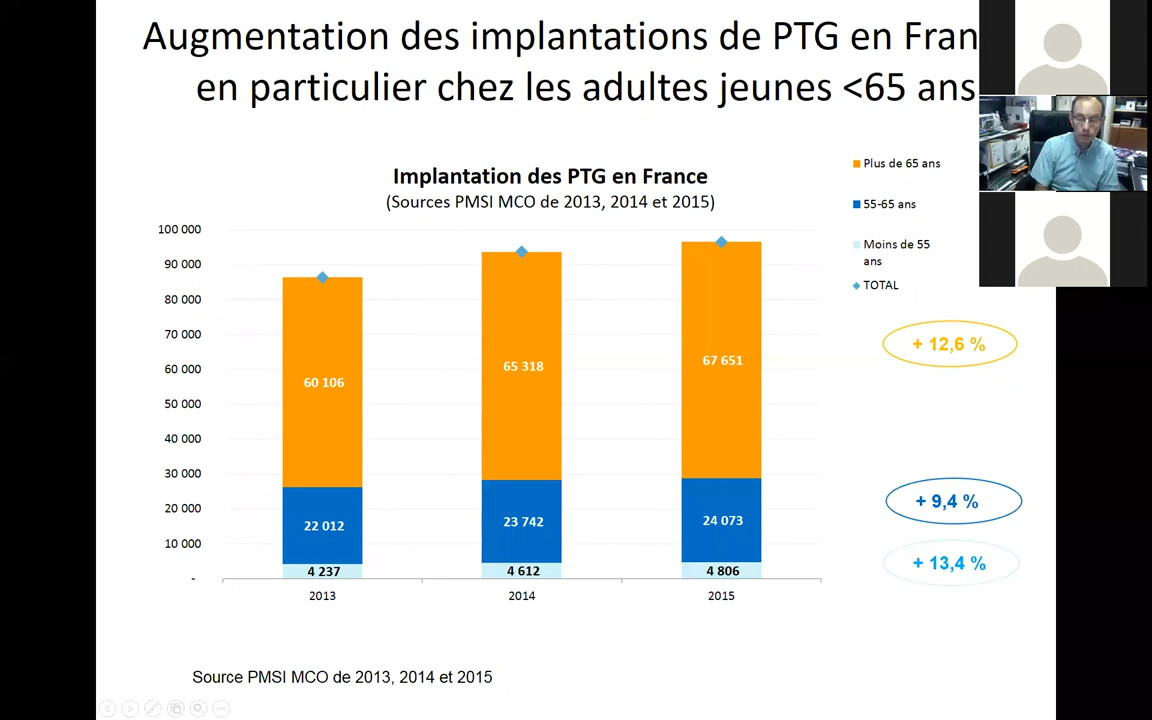 Augmentation des implantations de PTG en Fran
en particulier chez les adultes jeunes <65 ans
Implantation des PTG en France
(Sources PMSI MCO de 2013, 2014 et 2015)
Plus de 65 ans
55-65 ans
Moins de 55
ans
TOTAL
100 000
90 000
80 000
70 000
60 000
50 000
40 000
30 000
20 000
10 000
-
60 106
65 318
67 651
22 012
23 742
24 073
4 237
4 612
4 806
2013
2014
2015
+ 12,6 %
+ 9,4 %
+ 13,4 %
Source PMSI MCO de 2013, 2014 et 2015